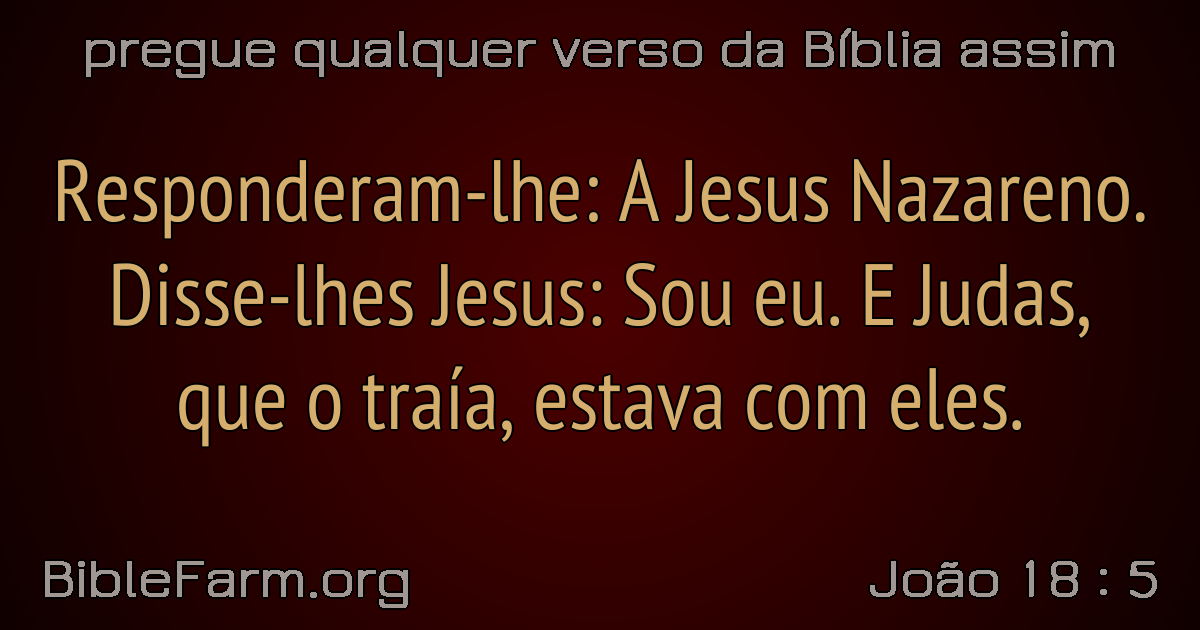 pregue qualquer verso da Bíblia assim
Responderam-lhe: A Jesus Nazareno.
Disse-lhes Jesus: Sou eu. E Judas,
que o traía, estava com eles.
BibleFarm.org
João 18 : 5